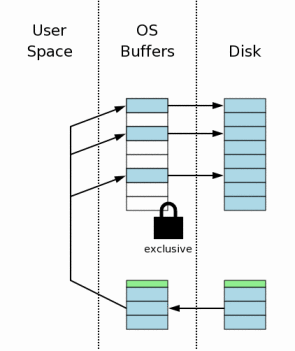 User Space
OS Buffers
Disk
exclusive